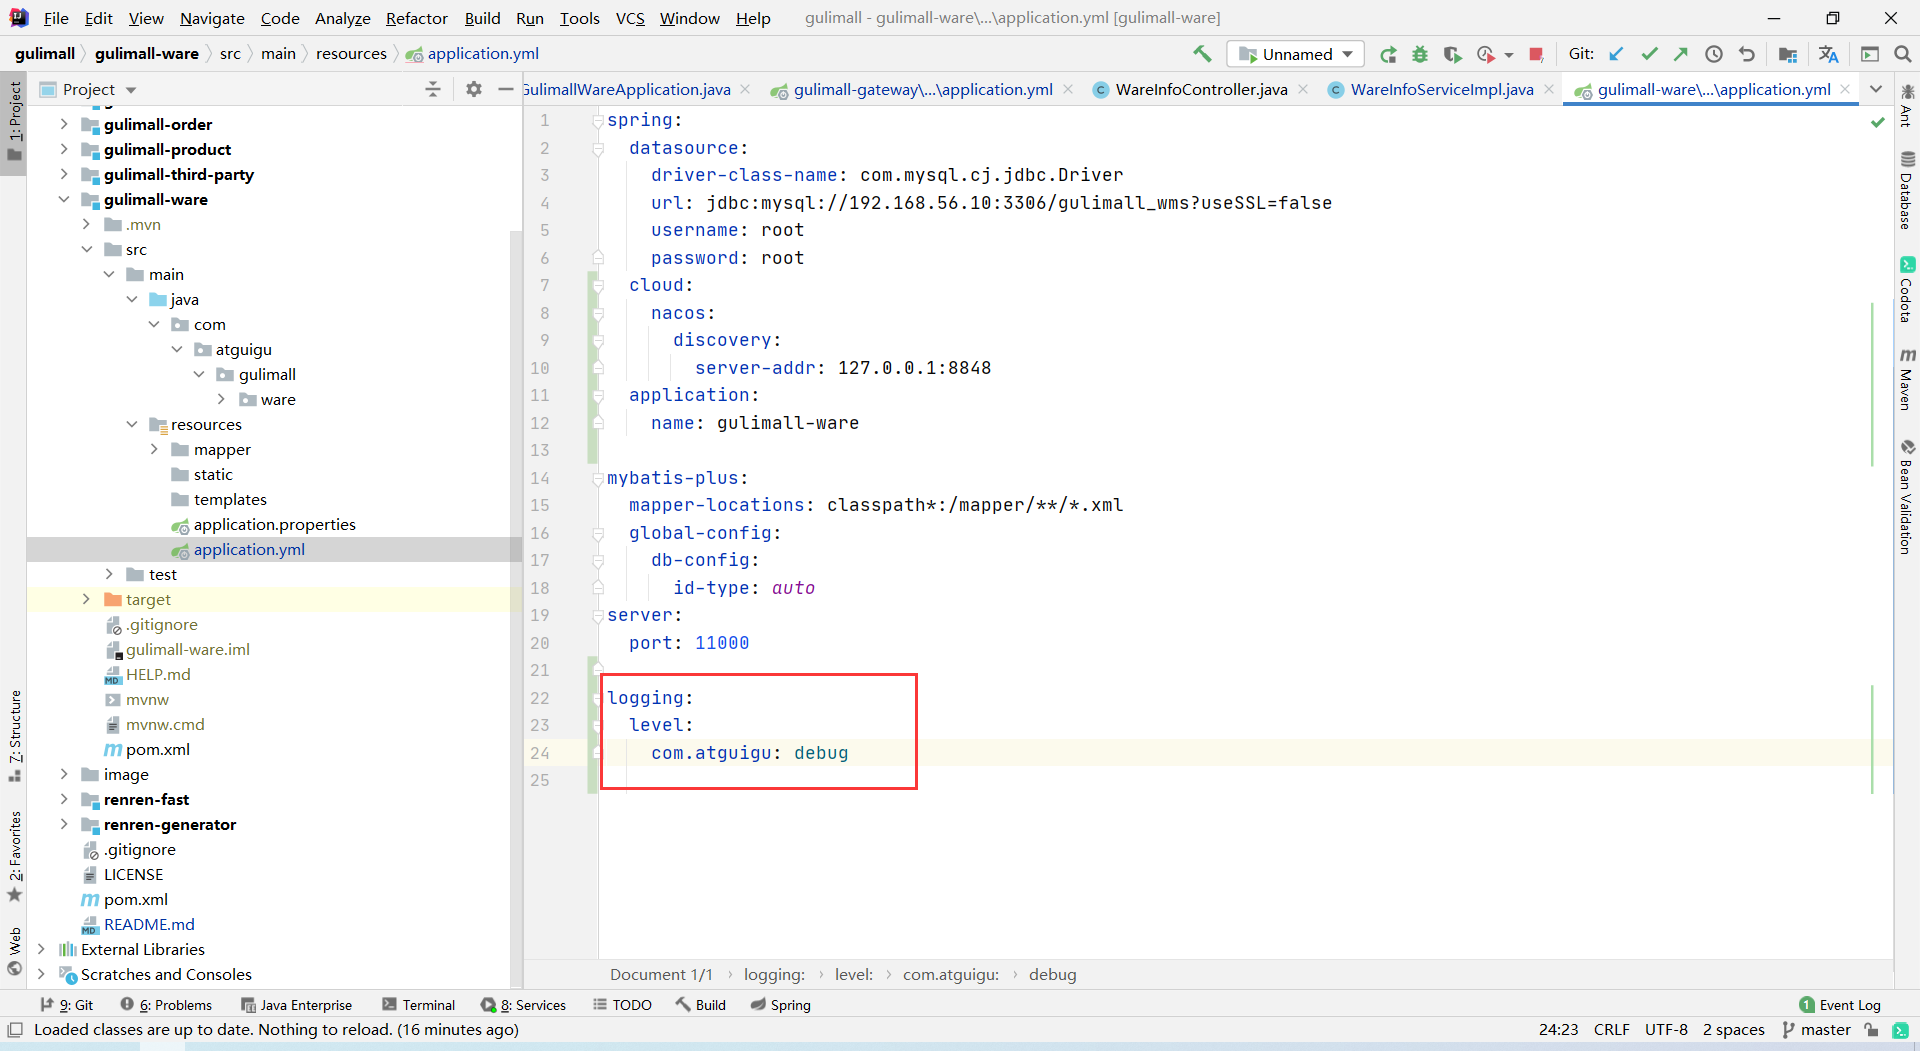 File Edit View Navigate Code Analyze Refactor Build Run Tools VCS Window Help gulimall - gulimall-ware\...\application.yml [gulimall-ware]
gulimall gulimall-ware src main resources application.yml
Unnamed Git:
Project
GulimallWareApplication.java gulimall-gateway\...\application.yml WareInfoController.java WareInfoServiceImpl.java gulimall-ware\...\application.yml
1: Project
7: Structure
2: Favorites
Web
gulimall-order
gulimall-product
gulimall-third-party
gulimall-ware
.mvn
src
main
java
com
atguigu
gulimall
ware
resources
mapper
static
templates
application.properties
application.yml
test
target
.gitignore
gulimall-ware.iml
HELP.md
mvnw
mvnw.cmd
pom.xml
image
renren-fast
renren-generator
.gitignore
LICENSE
pom.xml
README.md
External Libraries
Scratches and Consoles
1 spring:
2 datasource:
3 driver-class-name: com.mysql.cj.jdbc.Driver
4 url: jdbc:mysql://192.168.56.10:3306/gulimall_wms?useSSL=false
5 username: root
6 password: root
7 cloud:
8 nacos:
9 discovery:
10 server-addr: 127.0.0.1:8848
11 application:
12 name: gulimall-ware
13
14 mybatis-plus:
15 mapper-locations: classpath*:/mapper/**/*.xml
16 global-config:
17 db-config:
18 id-type: auto
19 server:
20 port: 11000
21
22 logging:
23 level:
24 com.atguigu: debug
25
Document 1/1 logging: level: com.atguigu: debug
Ant
Database
Codota
Maven
Bean Validation
9: Git 6: Problems Java Enterprise Terminal 8: Services TODO Build Spring 1 Event Log
Loaded classes are up to date. Nothing to reload. (16 minutes ago) 24:23 CRLF UTF-8 2 spaces master